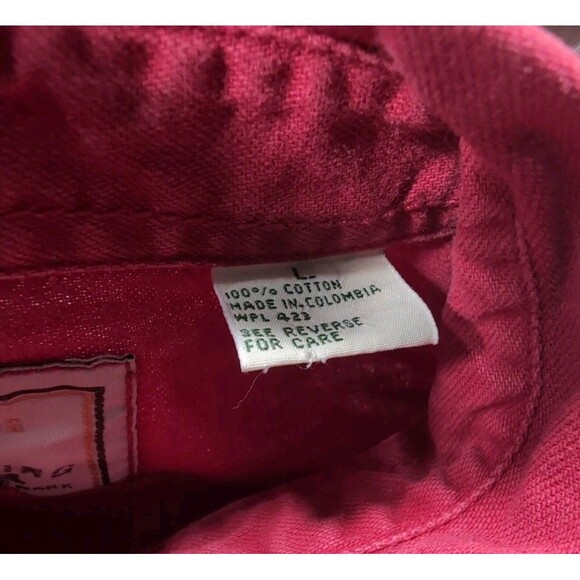 L
100% COTTON
MADE IN COLOMBIA
WPL 423
SEE REVERSE
FOR CARE